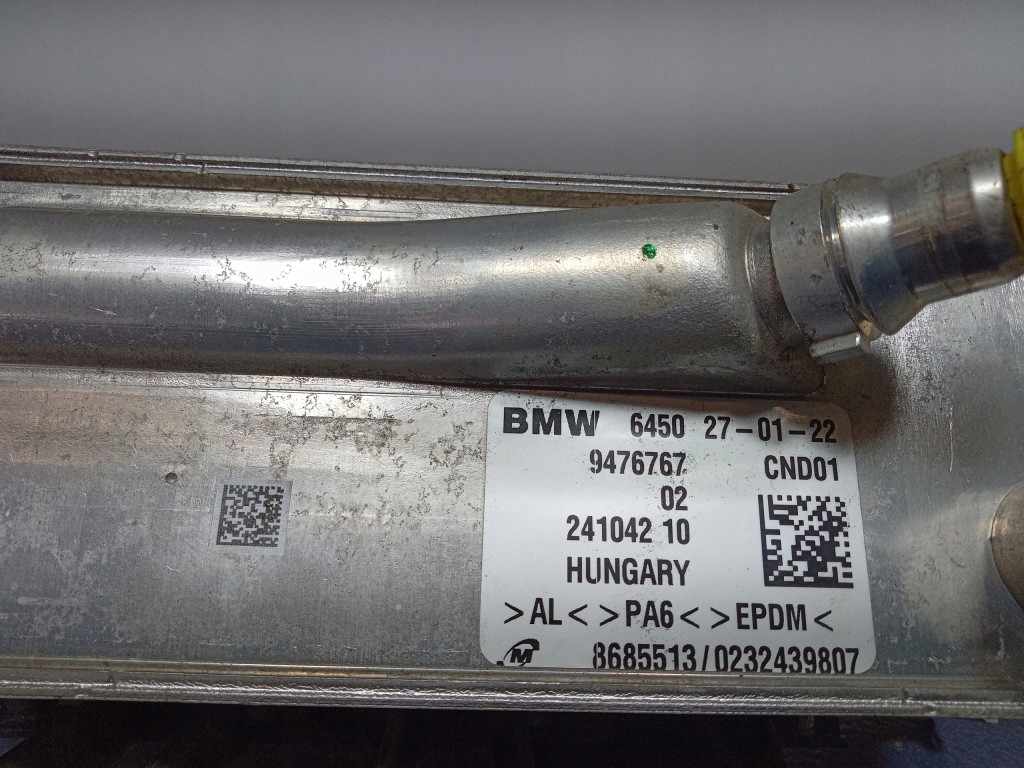 BMW 6450 27-01-22
9476767 CND01
02
241042 10
HUNGARY
>AL< >PA6< >EPDM<
M 8685513/0232439807